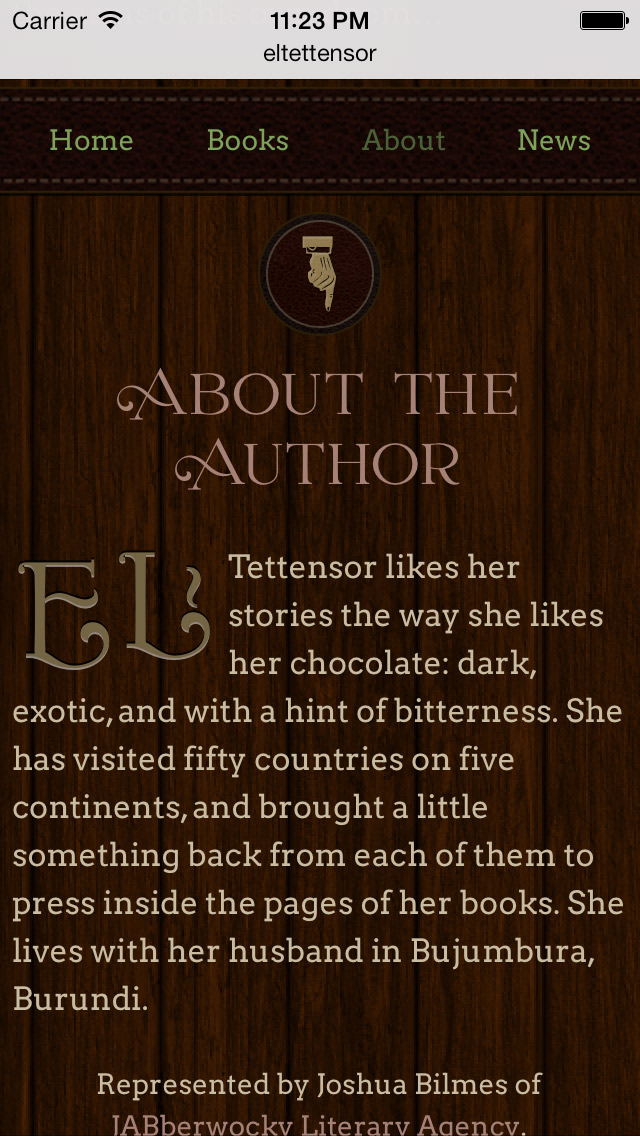 Carrier 11:23 PM
eltettensor
Home Books About News
ABOUT THE
AUTHOR
EL Tettensor likes her
stories the way she likes
her chocolate: dark,
exotic, and with a hint of bitterness. She
has visited fifty countries on five
continents, and brought a little
something back from each of them to
press inside the pages of her books. She
lives with her husband in Bujumbura,
Burundi.
Represented by Joshua Bilmes of
JABberwocky Literary Agency.